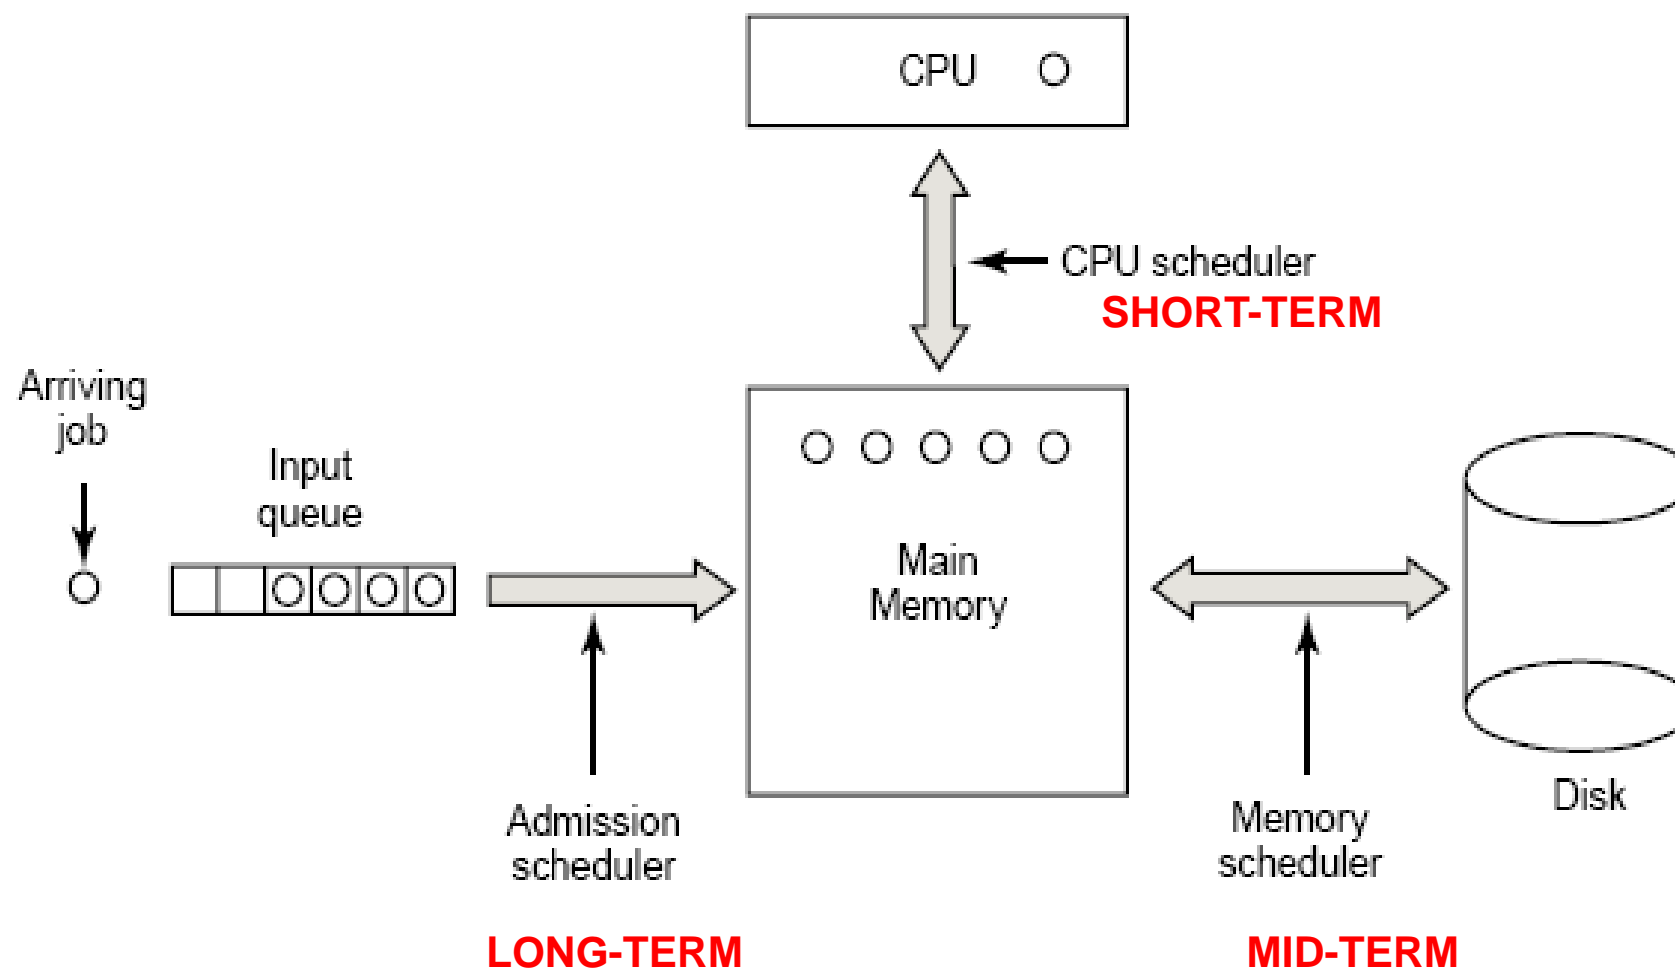 CPU
CPU scheduler
SHORT-TERM
Arriving
job
Input
queue
Main
Memory
Admission
scheduler
LONG-TERM
Memory
scheduler
MID-TERM
Disk